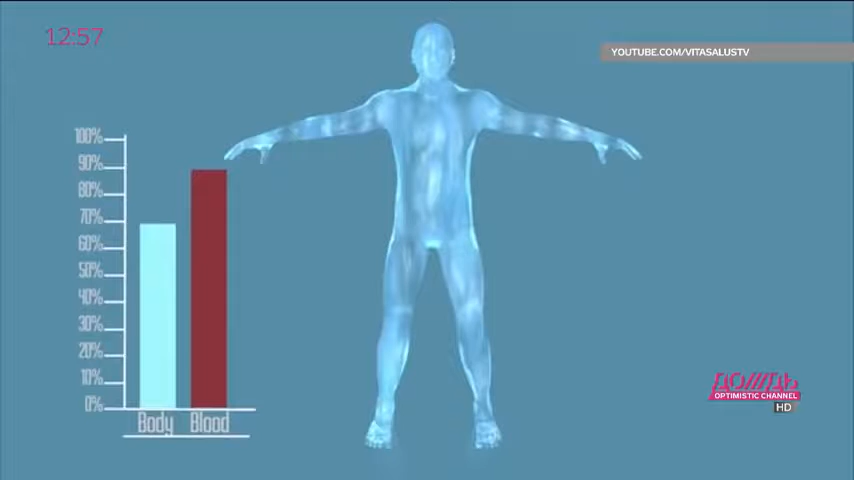 12:57
YOUTUBE.COM/VITASALUSTV
100%
90%
80%
70%
60%
50%
40%
30%
20%
10%
0%
Body Blood
ДОЖДЬ
OPTIMISTIC CHANNEL
HD